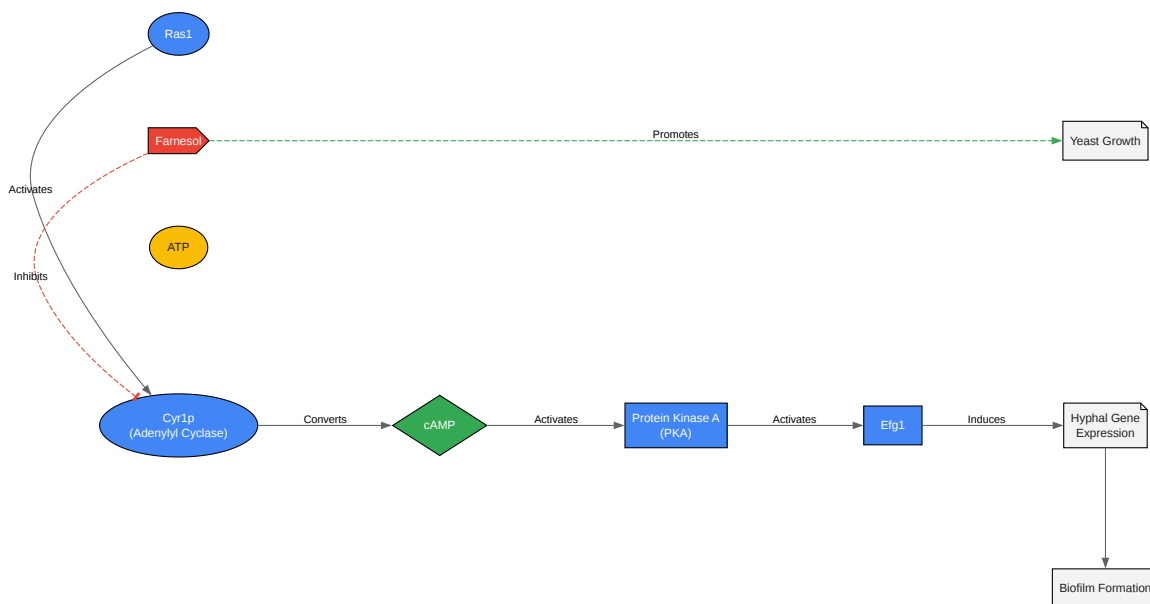 Ras1
Farnesol
Promotes
Yeast Growth
Activates
ATP
Inhibits
Cyr1p
(Adenylyl Cyclase)
Converts
cAMP
Activates
Protein Kinase A
(PKA)
Activates
Efg1
Induces
Hyphal Gene
Expression
Biofilm Formation